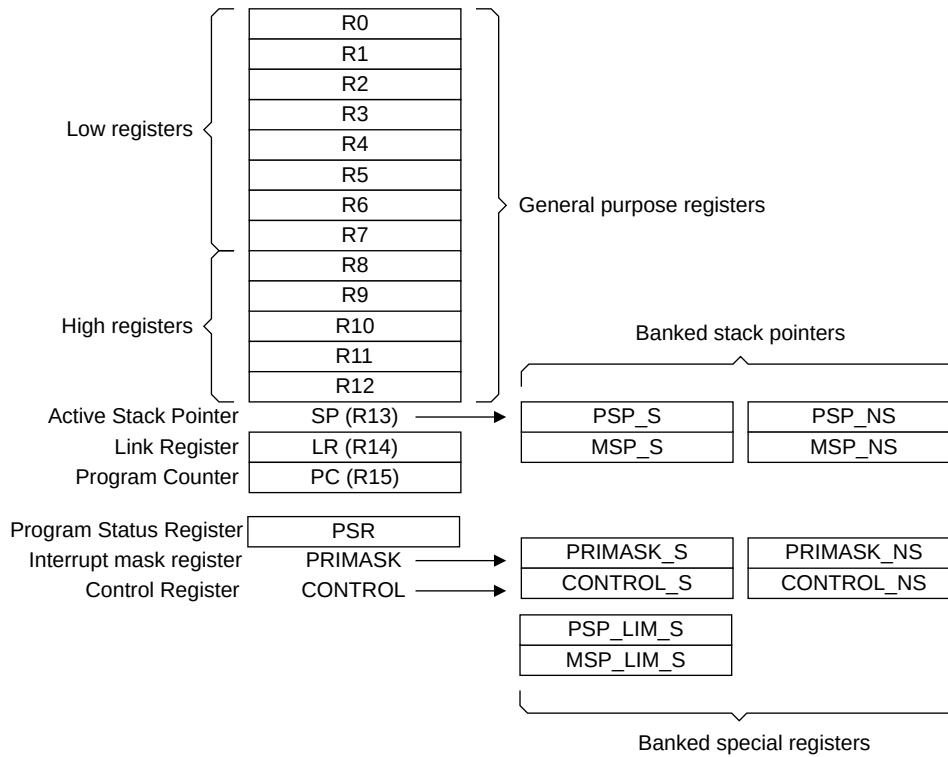 R0
R1
R2
R3
Low registers
R4
R5
R6
General purpose registers
R7
R8
R9
High registers
R10
Banked stack pointers
R11
R12
Active Stack Pointer SP (R13) PSP_S PSP_NS
Link Register LR (R14) MSP_S MSP_NS
Program Counter PC (R15)
Program Status Register PSR
Interrupt mask register PRIMASK PRIMASK_S PRIMASK_NS
Control Register CONTROL CONTROL_S CONTROL_NS
PSP_LIM_S
MSP_LIM_S
Banked special registers